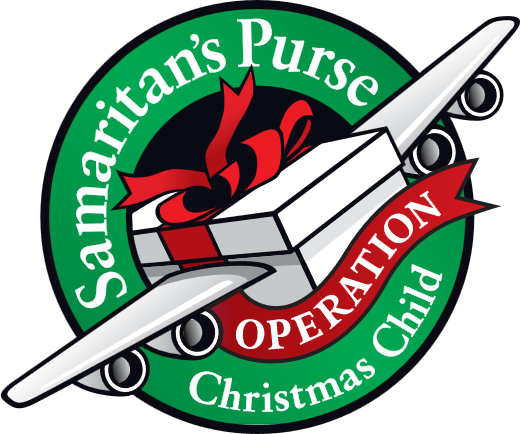 Samaritan's Purse
OPERATION
Christmas Child